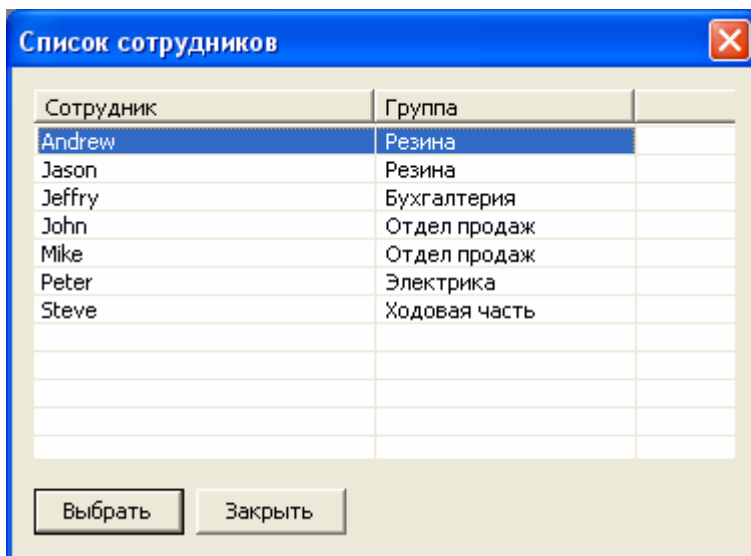 Список сотрудников
Сотрудник Группа
Andrew Резина
Jason Резина
Jeffry Бухгалтерия
John Отдел продаж
Mike Отдел продаж
Peter Электрика
Steve Ходовая часть
Выбрать Закрыть